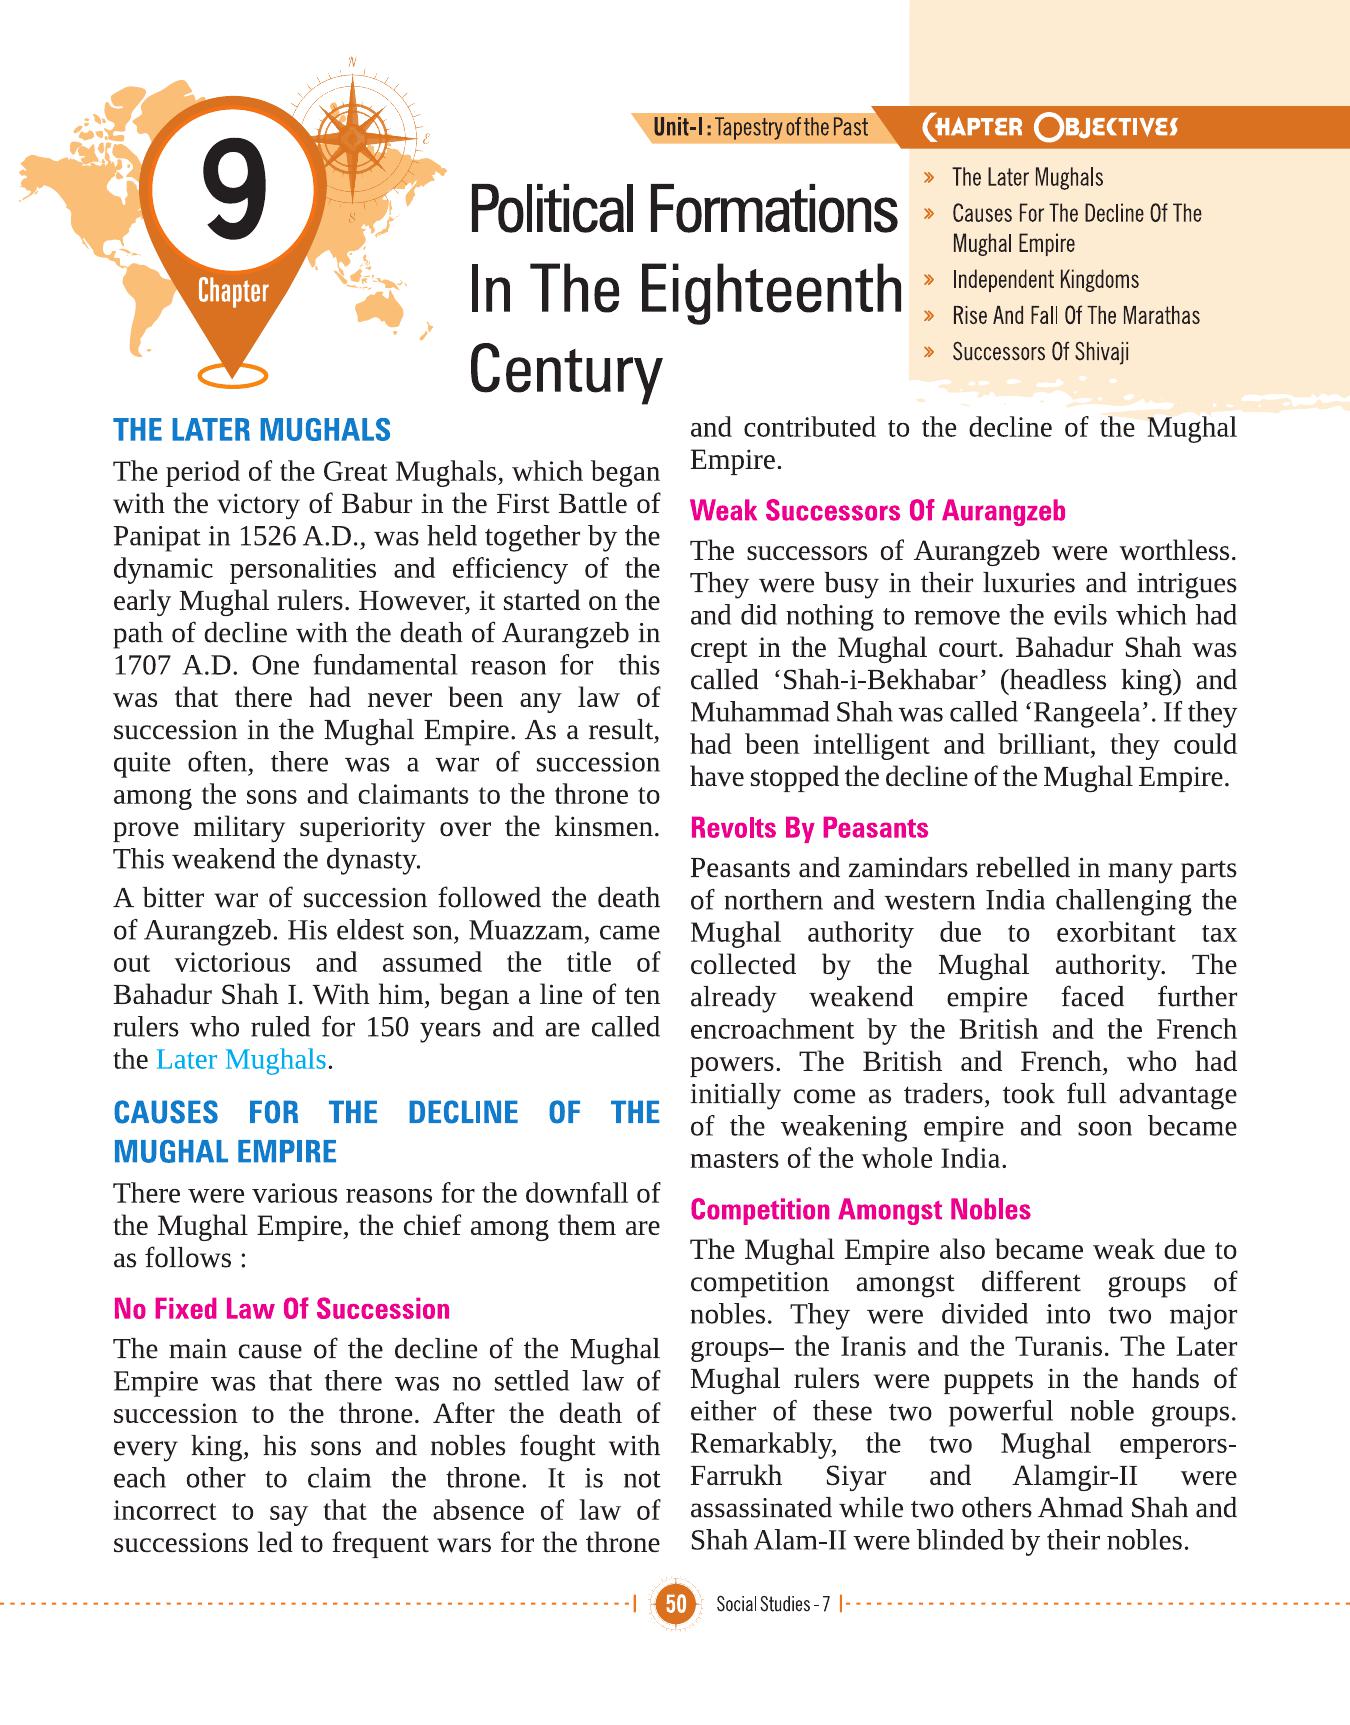 N
E
S
9
Chapter
Unit-I : Tapestry of the Past
Political Formations
In The Eighteenth
Century
CHAPTER OBJECTIVES
» The Later Mughals
» Causes For The Decline Of The
Mughal Empire
» Independent Kingdoms
» Rise And Fall Of The Marathas
» Successors Of Shivaji
THE LATER MUGHALS
The period of the Great Mughals, which began
with the victory of Babur in the First Battle of
Panipat in 1526 A.D., was held together by the
dynamic personalities and efficiency of the
early Mughal rulers. However, it started on the
path of decline with the death of Aurangzeb in
1707 A.D. One fundamental reason for this
was that there had never been any law of
succession in the Mughal Empire. As a result,
quite often, there was a war of succession
among the sons and claimants to the throne to
prove military superiority over the kinsmen.
This weakend the dynasty.
A bitter war of succession followed the death
of Aurangzeb. His eldest son, Muazzam, came
out victorious and assumed the title of
Bahadur Shah I. With him, began a line of ten
rulers who ruled for 150 years and are called
the Later Mughals.
CAUSES FOR THE DECLINE OF THE
MUGHAL EMPIRE
There were various reasons for the downfall of
the Mughal Empire, the chief among them are
as follows :
No Fixed Law Of Succession
The main cause of the decline of the Mughal
Empire was that there was no settled law of
succession to the throne. After the death of
every king, his sons and nobles fought with
each other to claim the throne. It is not
incorrect to say that the absence of law of
successions led to frequent wars for the throne
and contributed to the decline of the Mughal
Empire.
Weak Successors Of Aurangzeb
The successors of Aurangzeb were worthless.
They were busy in their luxuries and intrigues
and did nothing to remove the evils which had
crept in the Mughal court. Bahadur Shah was
called ‘Shah-i-Bekhabar’ (headless king) and
Muhammad Shah was called ‘Rangeela’. If they
had been intelligent and brilliant, they could
have stopped the decline of the Mughal Empire.
Revolts By Peasants
Peasants and zamindars rebelled in many parts
of northern and western India challenging the
Mughal authority due to exorbitant tax
collected by the Mughal authority. The
already weakend empire faced further
encroachment by the British and the French
powers. The British and French, who had
initially come as traders, took full advantage
of the weakening empire and soon became
masters of the whole India.
Competition Amongst Nobles
The Mughal Empire also became weak due to
competition amongst different groups of
nobles. They were divided into two major
groups– the Iranis and the Turanis. The Later
Mughal rulers were puppets in the hands of
either of these two powerful noble groups.
Remarkably, the two Mughal emperors-
Farrukh Siyar and Alamgir-II were
assassinated while two others Ahmad Shah and
Shah Alam-II were blinded by their nobles.
50 Social Studies - 7